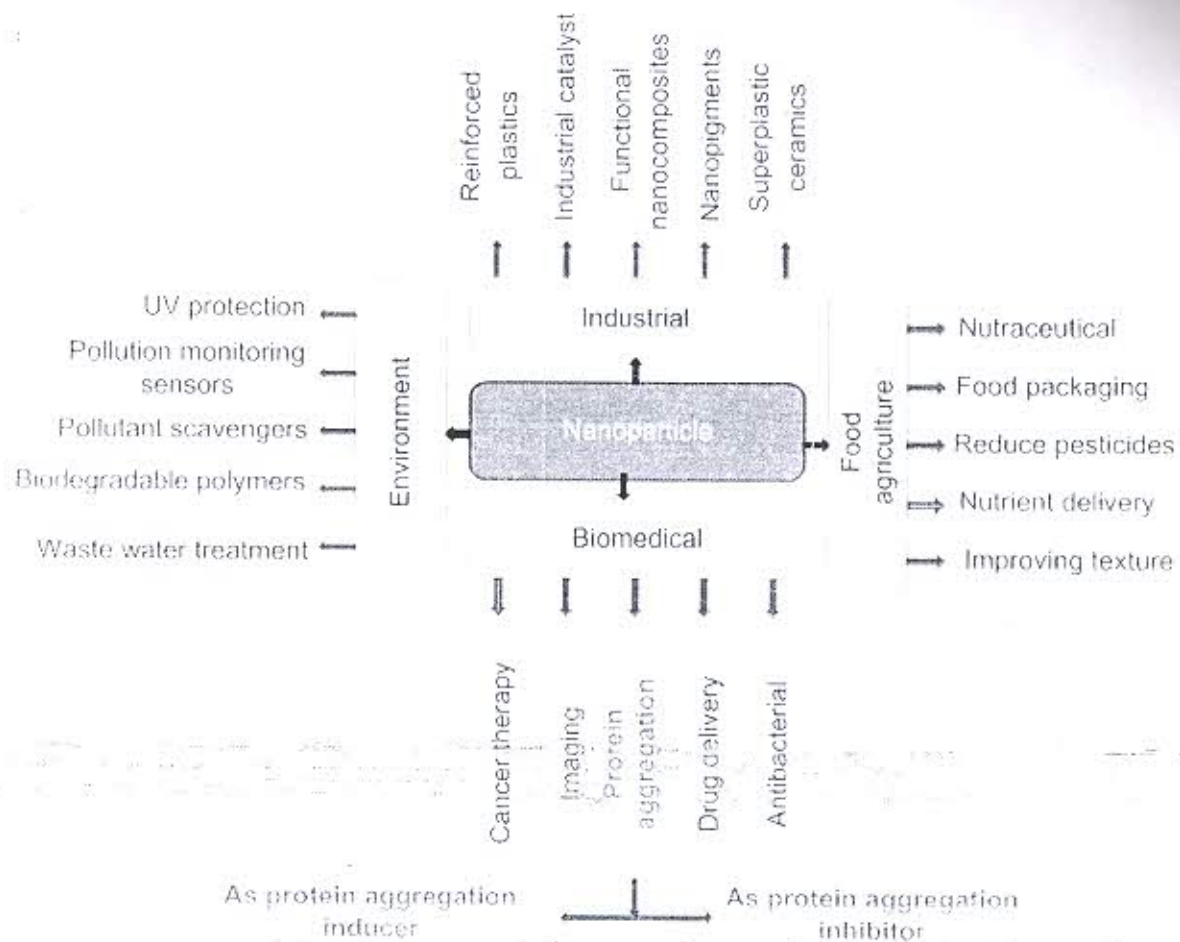 Reinforced
plastics
Industrial catalyst
Functional
nanocomposites
Nanopigments
Superplastic
ceramics
Industrial
UV protection
Pollution monitoring
sensors
Pollutant scavengers
Biodegradable polymers
Waste water treatment
Environment
Nanoparticle
Food
agriculture
Nutraceutical
Food packaging
Reduce pesticides
Nutrient delivery
Improving texture
Biomedical
Cancer therapy
Imaging
Protein
aggregation
Drug delivery
Antibacterial
As protein aggregation
inducer
As protein aggregation
inhibitor